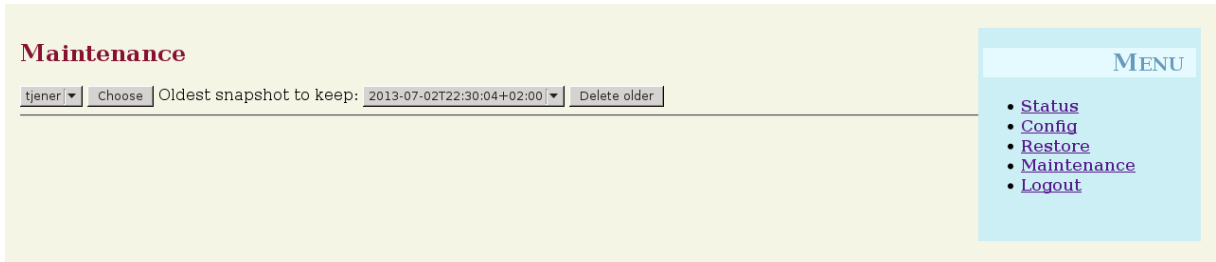 Maintenance
tjener Choose Oldest snapshot to keep: 2013-07-02T22:30:04+02:00 Delete older
MENU
Status
Config
Restore
Maintenance
Logout